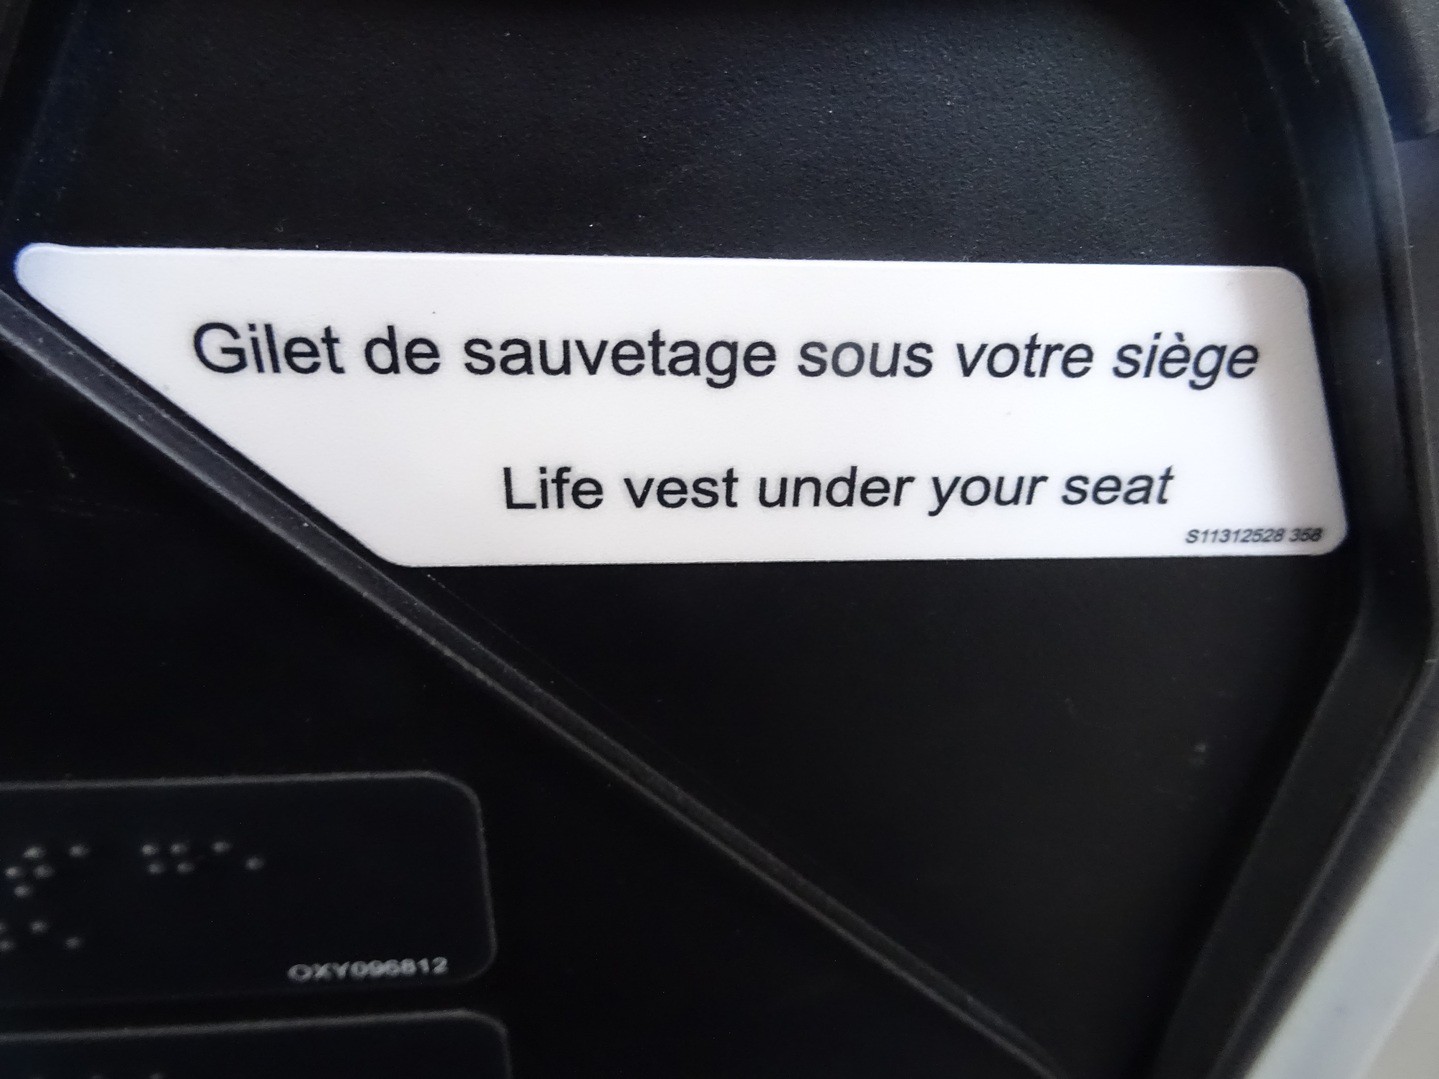 Gilet de sauvetage sous votre siège
Life vest under your seat
S11312528 358
OXY096812